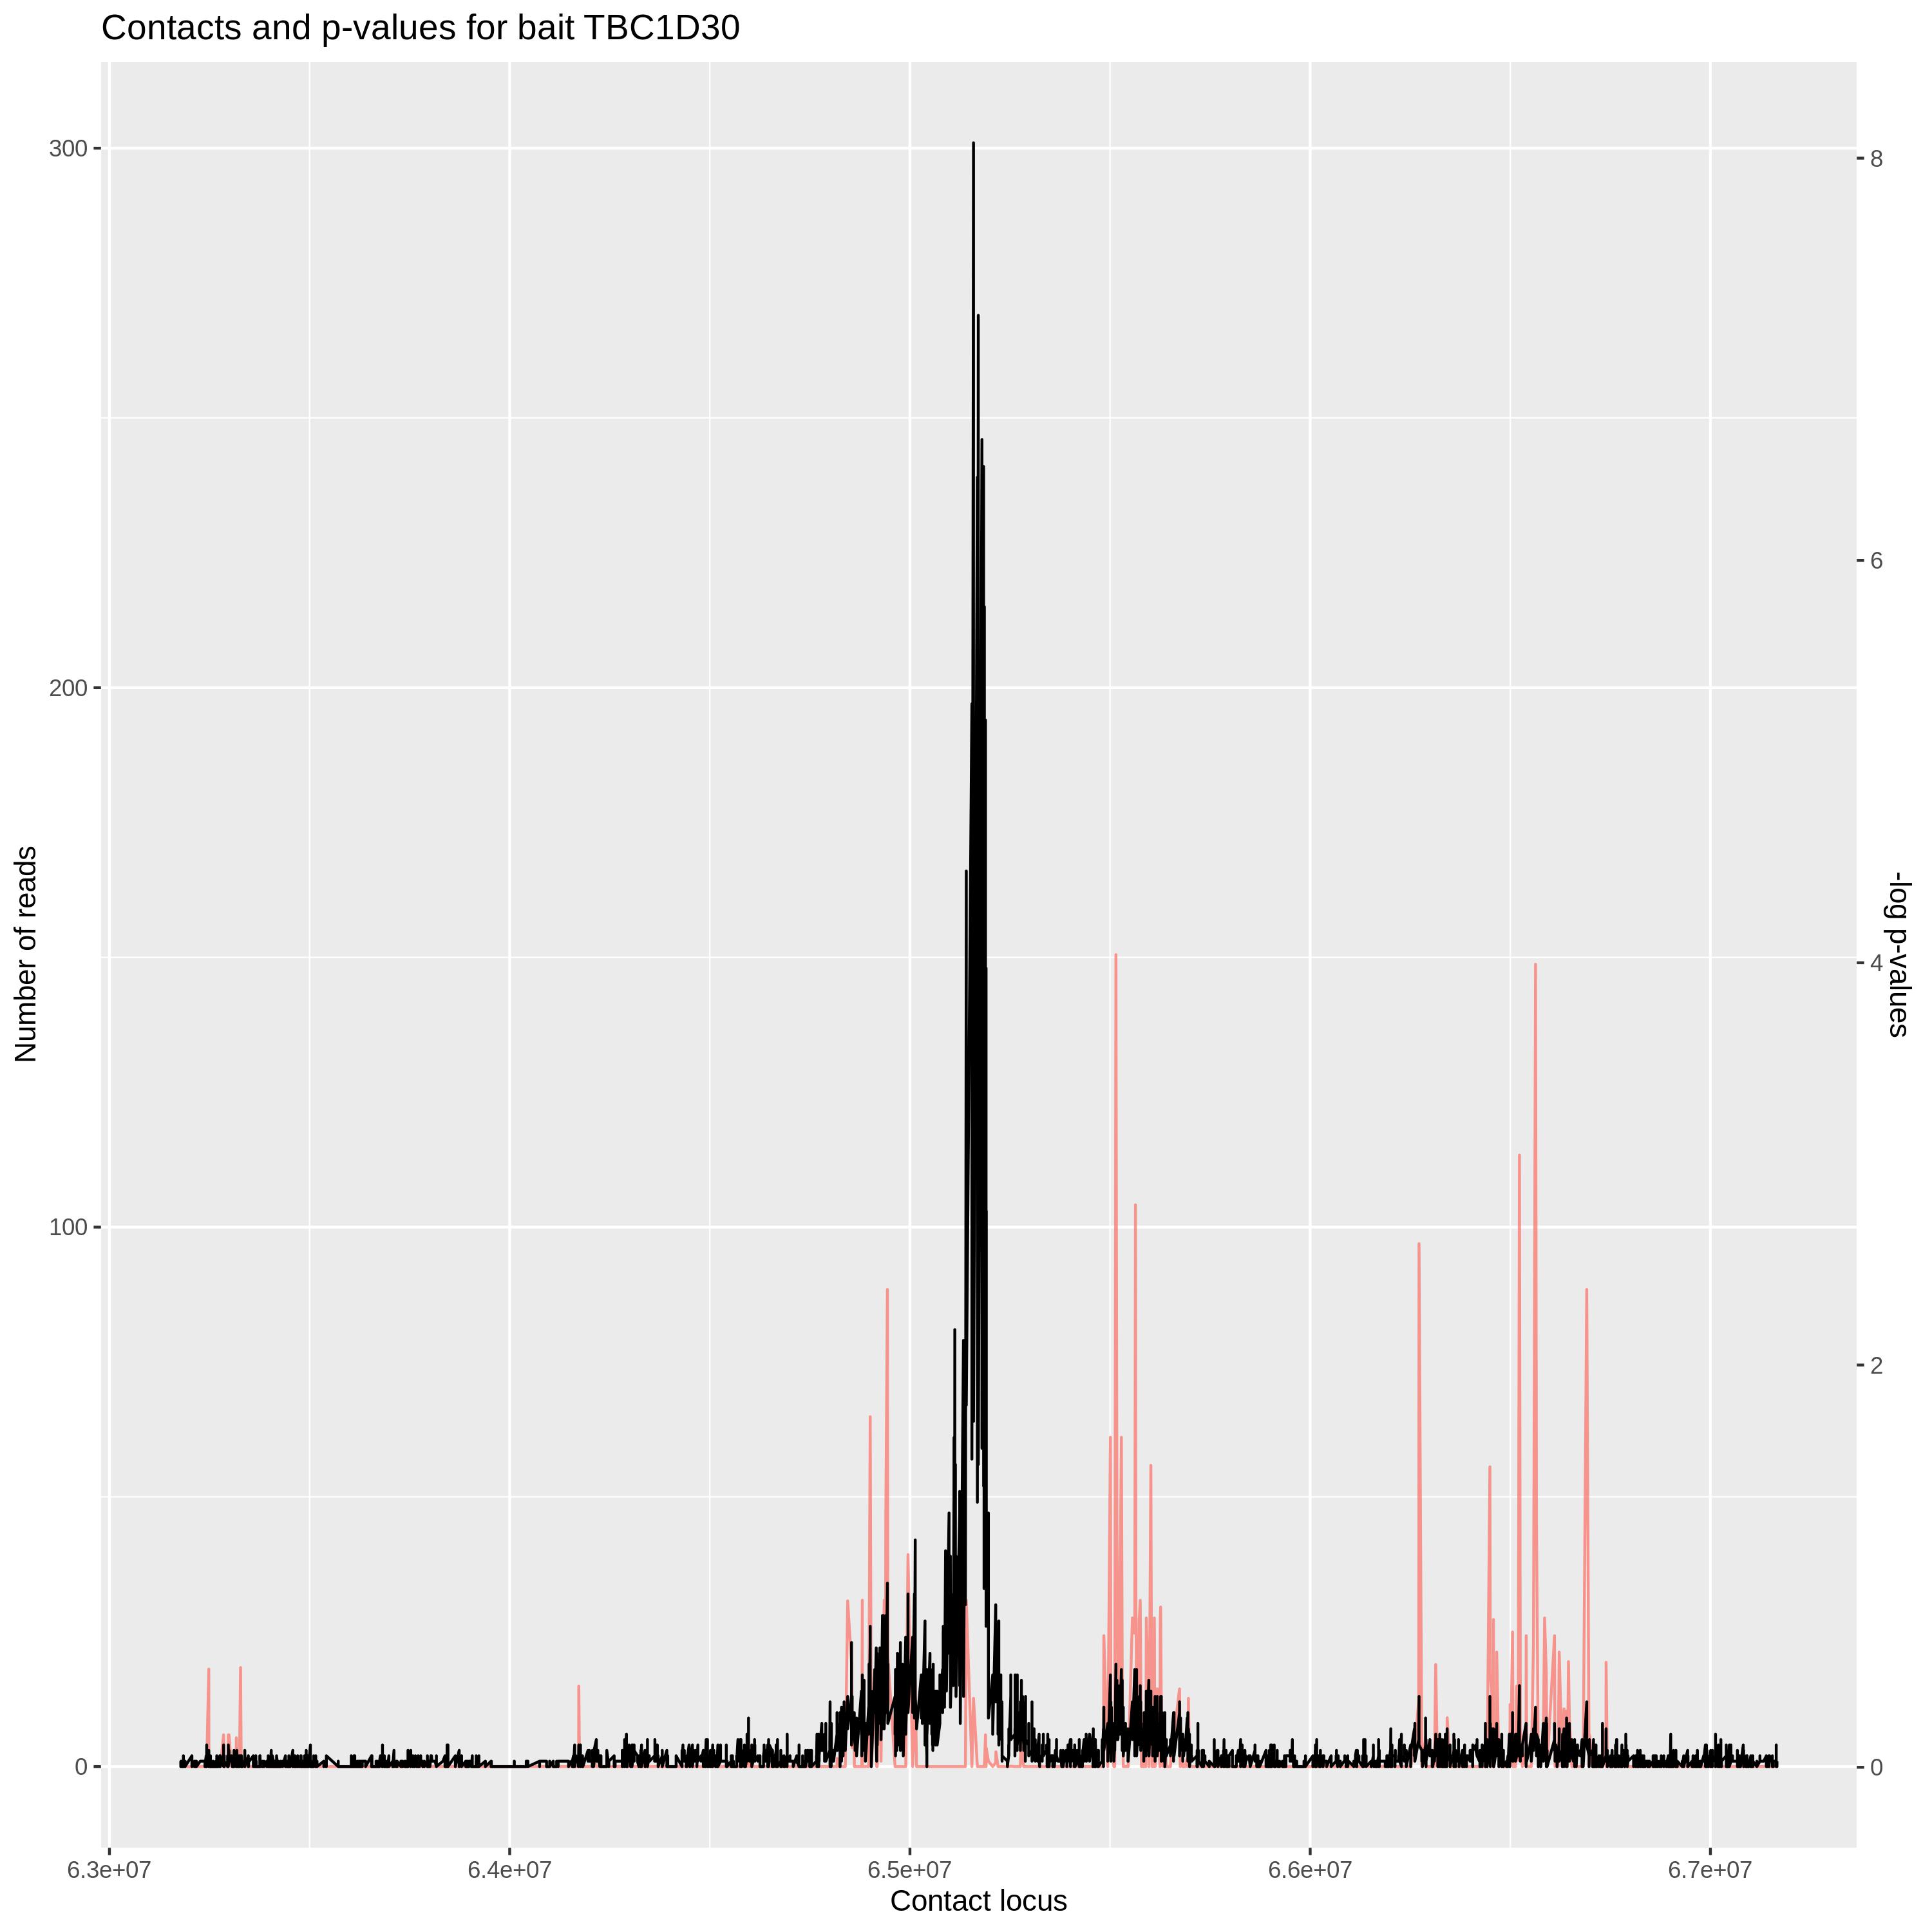 Contacts and p-values for bait TBC1D30
300
200
100
0
Number of reads
8
6
4
2
0
-log p-values
6.3e+07
6.4e+07
6.5e+07
6.6e+07
6.7e+07
Contact locus